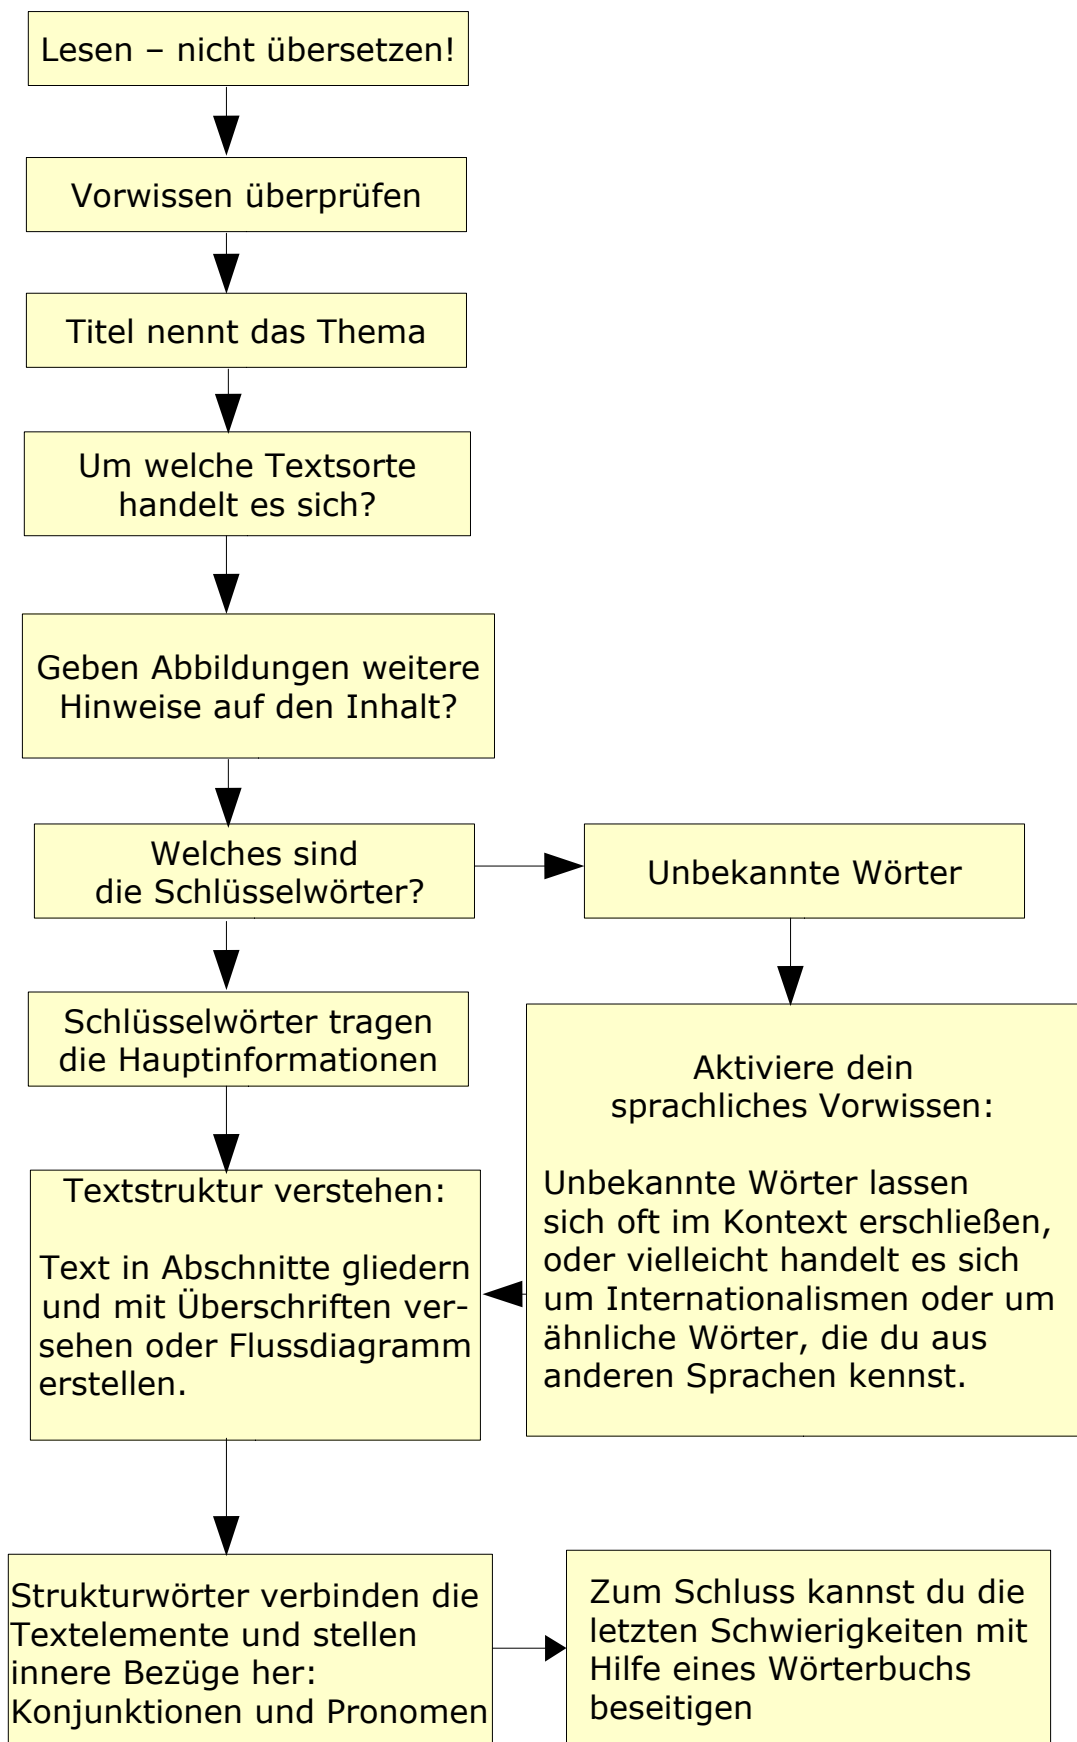 Lesen – nicht übersetzen!
Vorwissen überprüfen
Titel nennt das Thema
Um welche Textsorte
handelt es sich?
Geben Abbildungen weitere
Hinweise auf den Inhalt?
Welches sind
die Schlüsselwörter?
Unbekannte Wörter
Schlüsselwörter tragen
die Hauptinformationen
Aktiviere dein
sprachliches Vorwissen:
Unbekannte Wörter lassen
sich oft im Kontext erschließen,
oder vielleicht handelt es sich
um Internationalismen oder um
ähnliche Wörter, die du aus
anderen Sprachen kennst.
Textstruktur verstehen:
Text in Abschnitte gliedern
und mit Überschriften ver-
sehen oder Flussdiagramm
erstellen.
Strukturwörter verbinden die
Textelemente und stellen
innere Bezüge her:
Konjunktionen und Pronomen
Zum Schluss kannst du die
letzten Schwierigkeiten mit
Hilfe eines Wörterbuchs
beseitigen